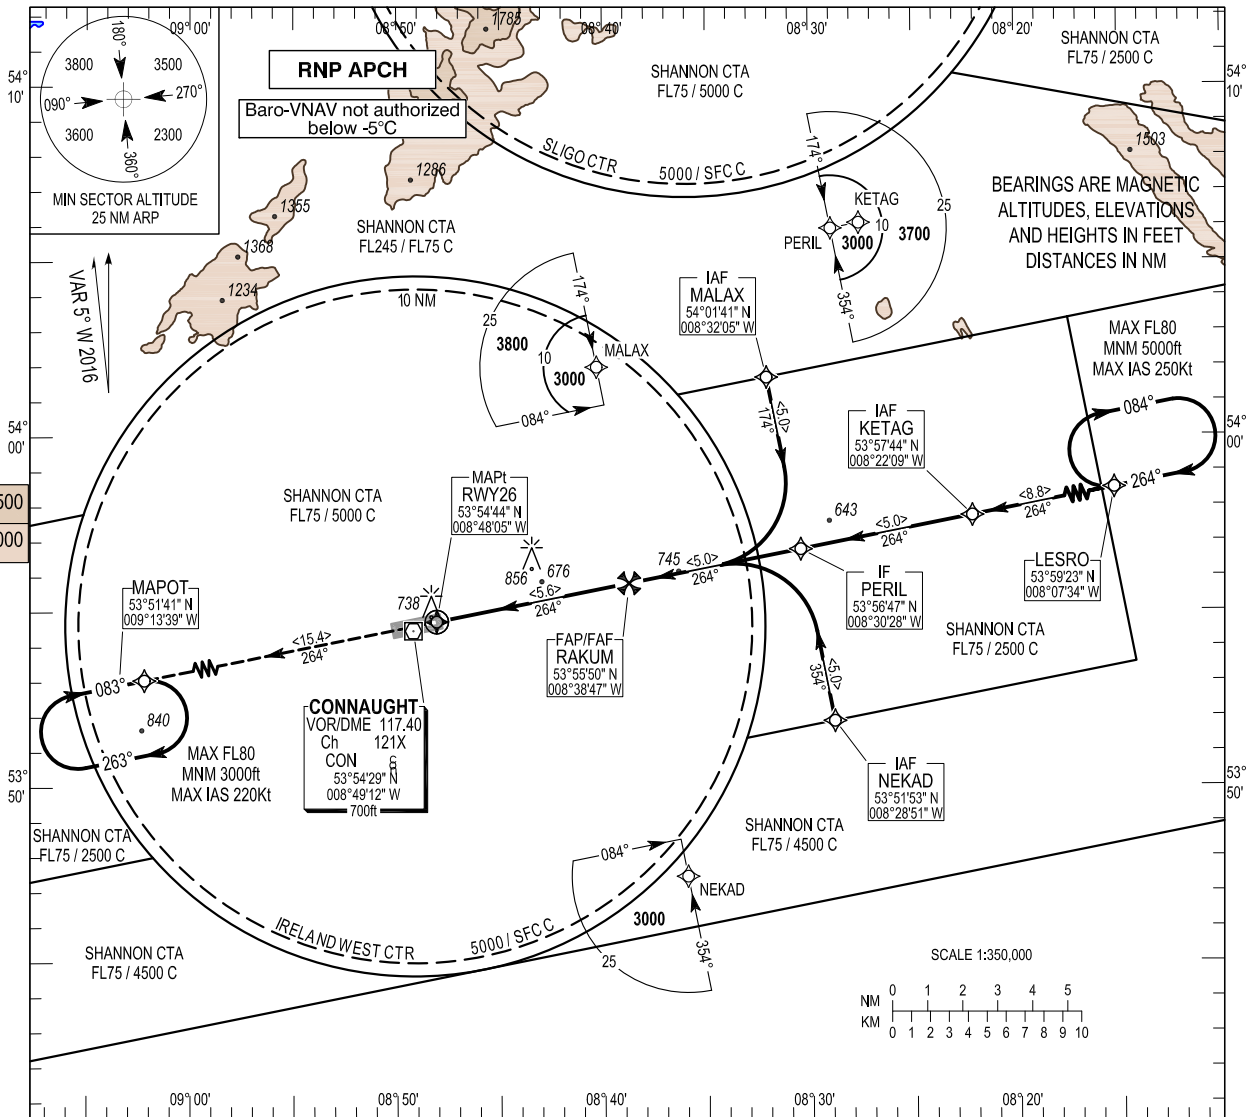 09°00'
08°50'
08°40'
08°30'
08°20'
54°
10'
54°
10'
180°
3800
3500
090°
270°
3600
2300
360°
MIN SECTOR ALTITUDE
25 NM ARP
RNP APCH
Baro-VNAV not authorized
below -5°C
1785
1286
1355
1368
1234
1503
SHANNON CTA
FL75 / 5000 C
SHANNON CTA
FL75 / 2500 C
SLIGO CTR
5000 / SFC C
SHANNON CTA
FL245 / FL75 C
VAR 5° W 2016
BEARINGS ARE MAGNETIC
ALTITUDES, ELEVATIONS
AND HEIGHTS IN FEET
DISTANCES IN NM
174°
KETAG
PERIL
10
3000
3700
25
354°
10 NM
174°
25
3800
10
3000
MALAX
084°
IAF
MALAX
54°01'41" N
008°32'05" W
<5.0>
174°
MAX FL80
MNM 5000ft
MAX IAS 250Kt
084°
264°
IAF
KETAG
53°57'44" N
008°22'09" W
<8.8>
264°
54°
00'
54°
00'
500
000
SHANNON CTA
FL75 / 5000 C
MAPt
RWY26
53°54'44" N
008°48'05" W
856
676
738
745
643
<5.0>
264°
<5.0>
264°
<5.6>
264°
LESRO
53°59'23" N
008°07'34" W
IF
PERIL
53°56'47" N
008°30'28" W
SHANNON CTA
FL75 / 2500 C
MAPOT
53°51'41" N
009°13'39" W
<15.4>
264°
FAP/FAF
RAKUM
53°55'50" N
008°38'47" W
<5.0>
354°
083°
840
263°
MAX FL80
MNM 3000ft
MAX IAS 220Kt
CONNAUGHT
VOR/DME 117.40
Ch 121X
CON
53°54'29" N
008°49'12" W
700ft
IAF
NEKAD
53°51'53" N
008°28'51" W
53°
50'
53°
50'
SHANNON CTA
FL75 / 2500 C
SHANNON CTA
FL75 / 4500 C
084°
NEKAD
3000
25
354°
IRELAND WEST CTR
5000 / SFC C
SHANNON CTA
FL75 / 4500 C
SCALE 1:350,000
NM 0 1 2 3 4 5
KM 0 1 2 3 4 5 6 7 8 9 10
09°00'
08°50'
08°40'
08°30'
08°20'